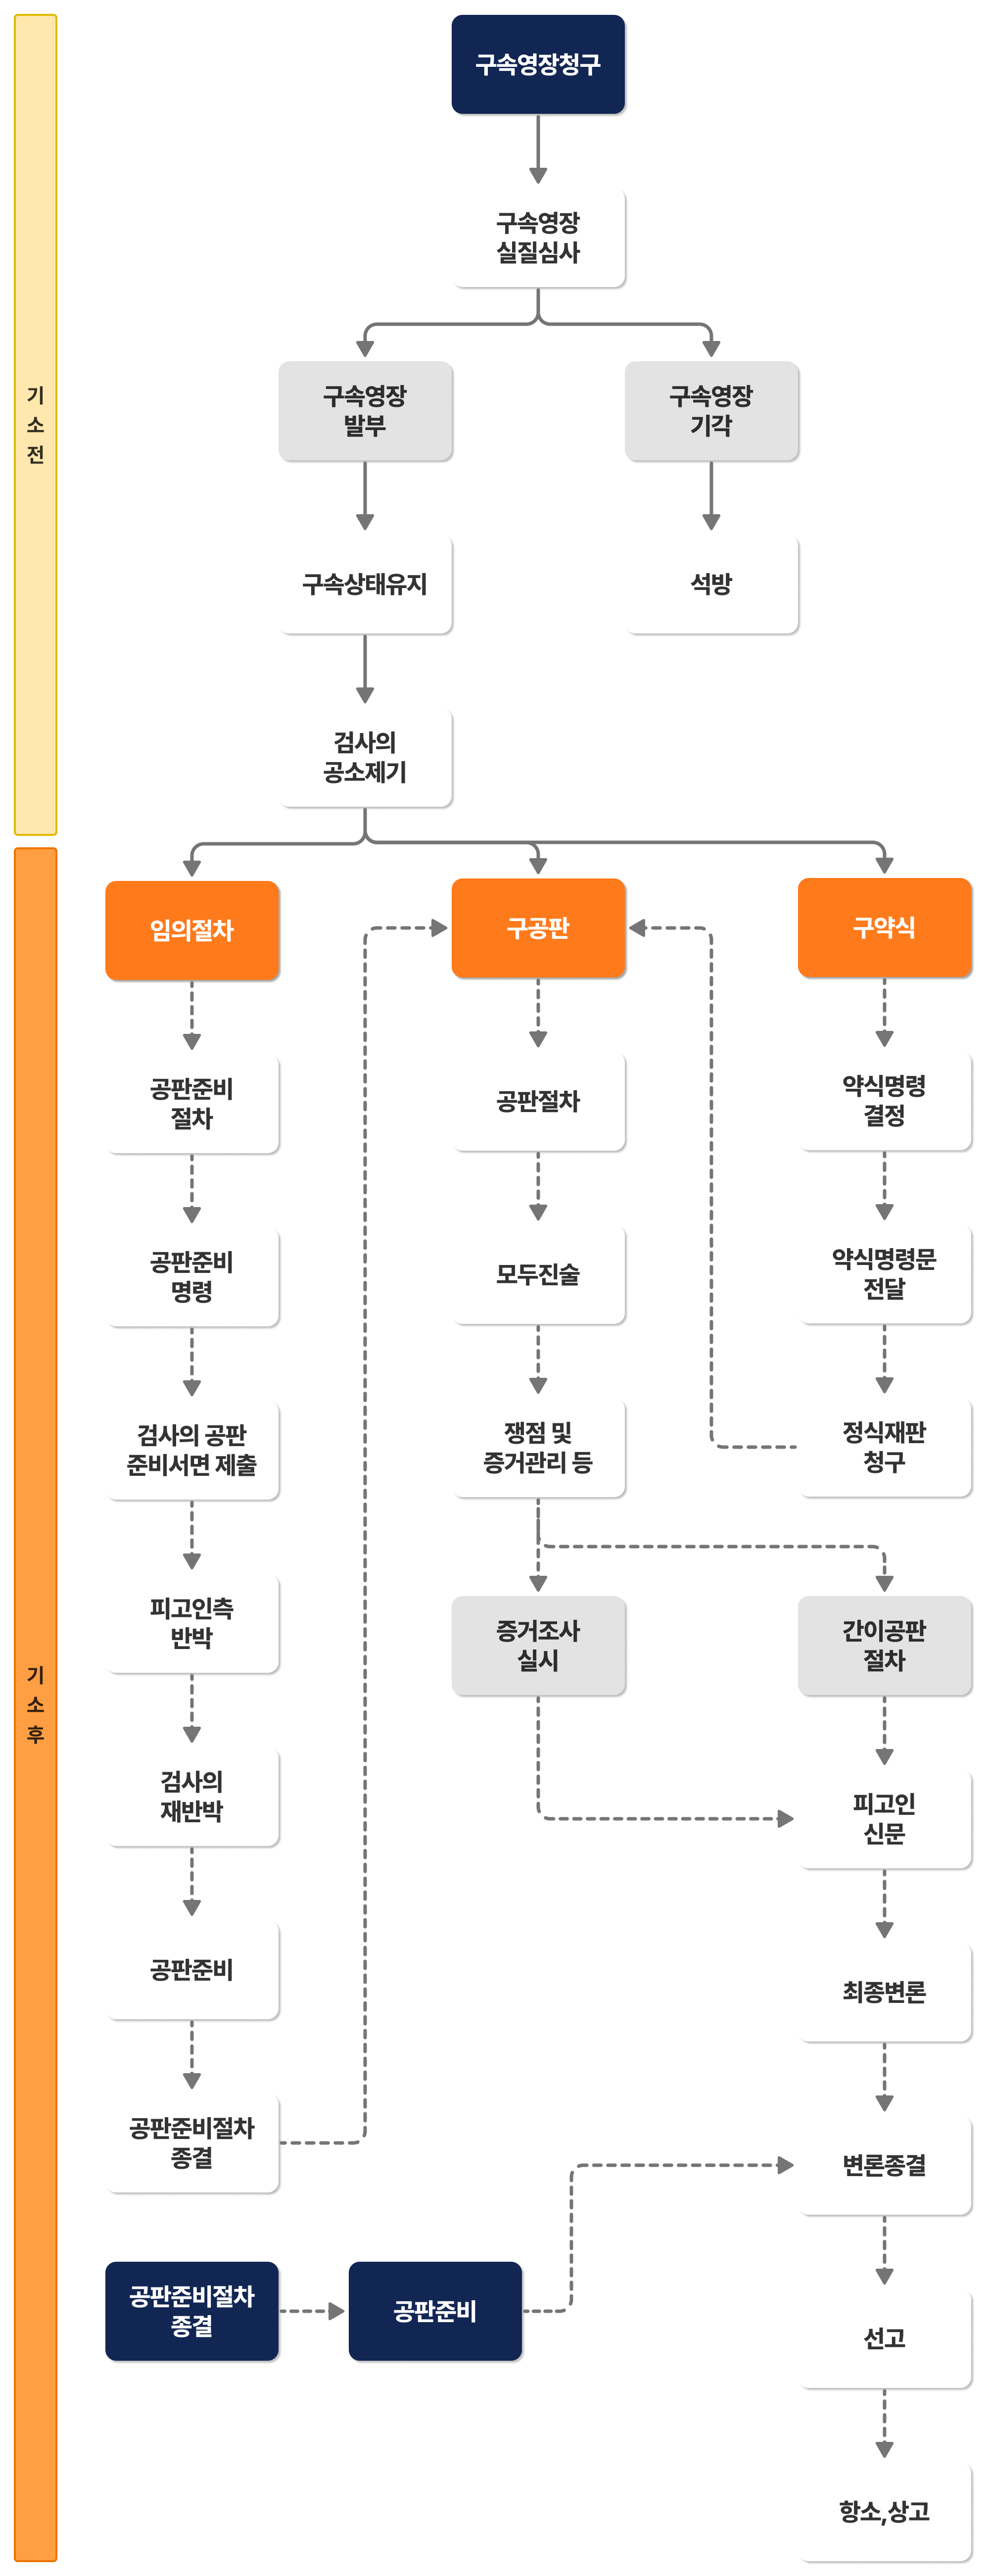 구속영장청구
구속영장
실질심사
구속영장
발부
구속영장
기각
기
소
전
구속상태유지
석방
검사의
공소제기
임의절차
구공판
구약식
공판준비
절차
공판절차
약식명령
결정
공판준비
명령
모두진술
약식명령문
전달
검사의 공판
준비서면 제출
쟁점 및
증거관리 등
정식재판
청구
피고인측
반박
증거조사
실시
간이공판
절차
기
소
후
검사의
재반박
피고인
신문
공판준비
최종변론
공판준비절차
종결
변론종결
공판준비절차
종결
공판준비
선고
항소,상고